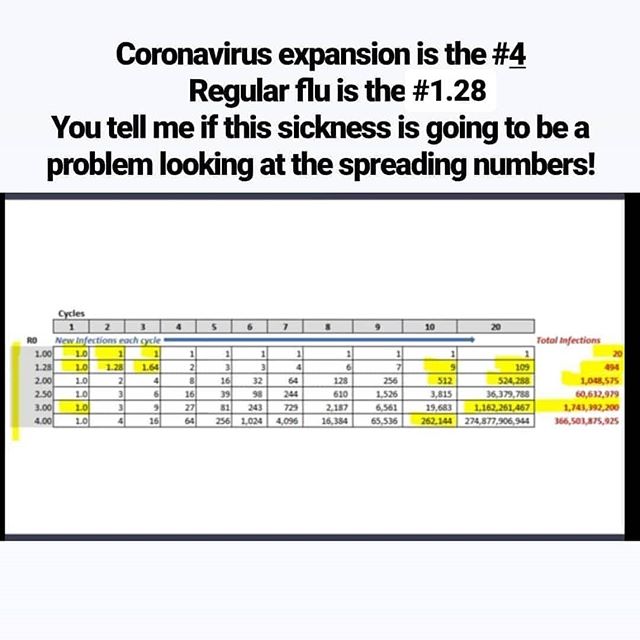 Coronavirus expansion is the #4
Regular flu is the #1.28
You tell me if this sickness is going to be a
problem looking at the spreading numbers!
Cycles
1 2 3 4 5 6 7 8 9 10 20
R0 New Infections each cycle Total Infections
1.00 1.0 1 1 1 1 1 1 1 1 1 1 20
1.28 1.0 1.28 1.64 2 3 3 4 6 7 9 109 494
2.00 1.0 2 4 8 16 32 64 128 256 512 524,288 1,048,575
2.50 1.0 3 6 16 39 98 244 610 1,526 3,815 36,379,788 60,632,979
3.00 1.0 3 9 27 81 243 729 2,187 6,561 19,683 1,162,261,467 1,743,392,200
4.00 1.0 4 16 64 256 1,024 4,096 16,384 65,536 262,144 274,877,906,944 366,503,875,925